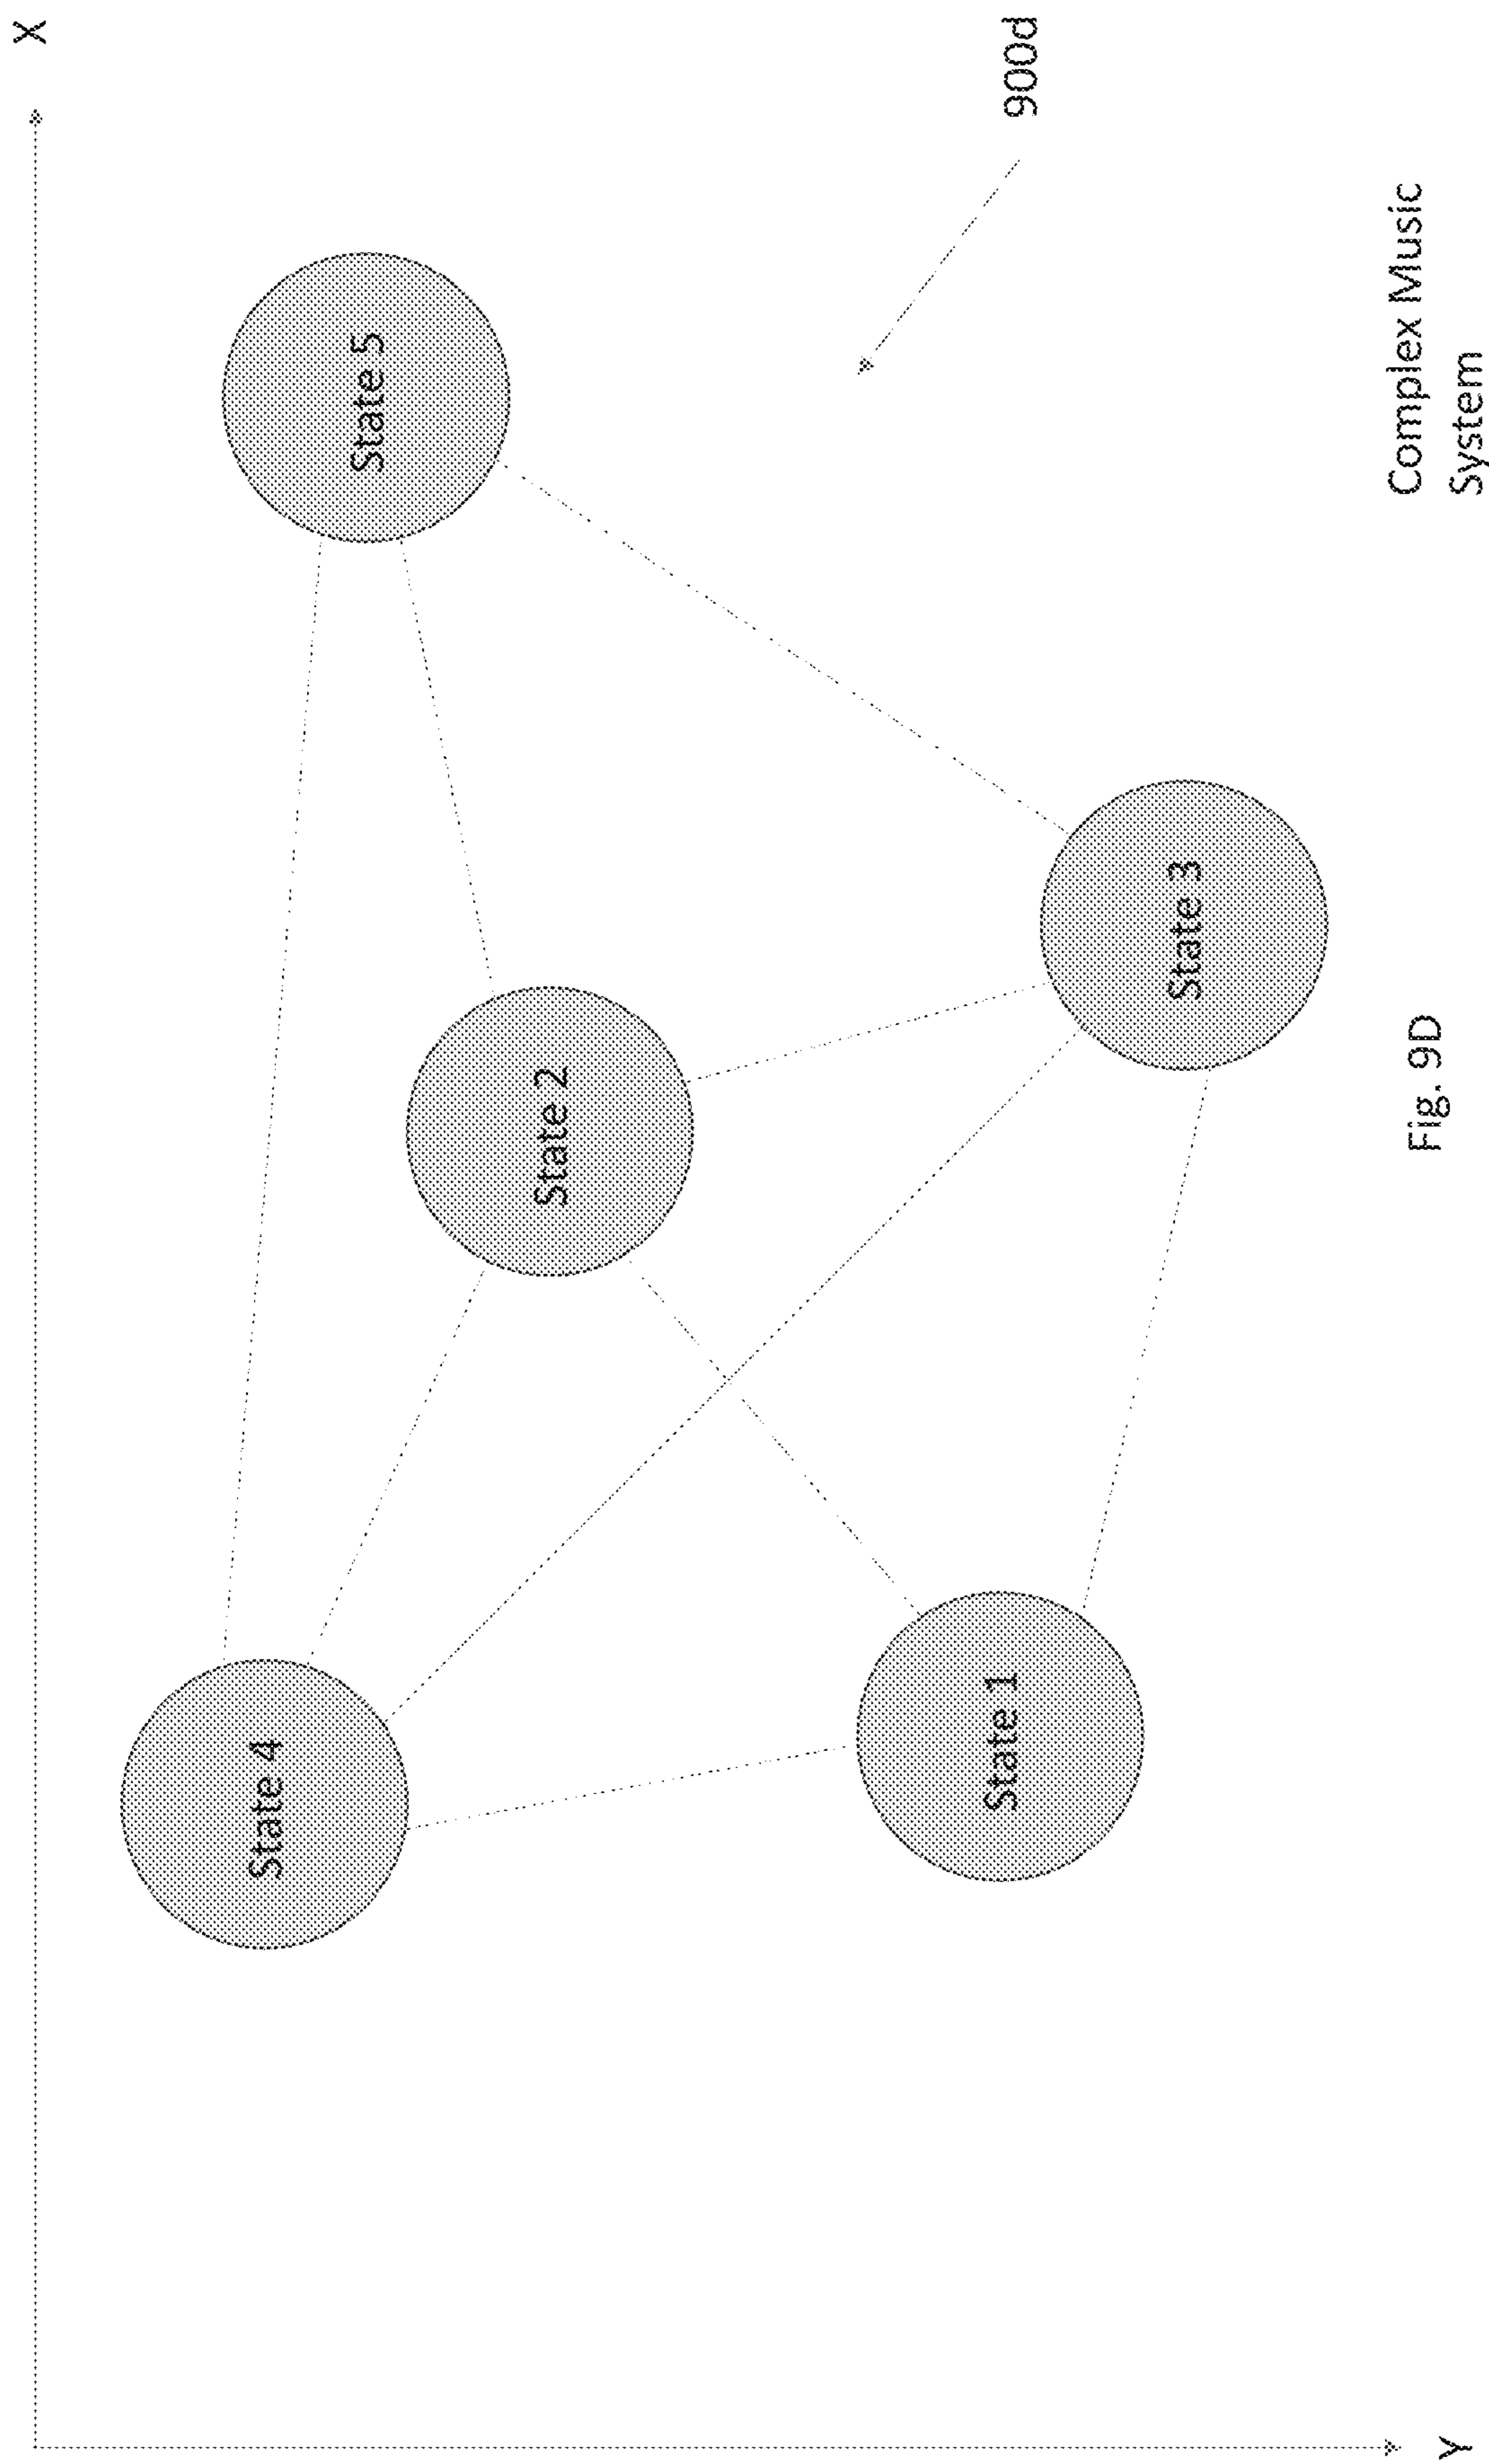 X
900d
State 5
State 4
State 2
State 3
State 1
Complex Music
System
Fig. 9D
Y